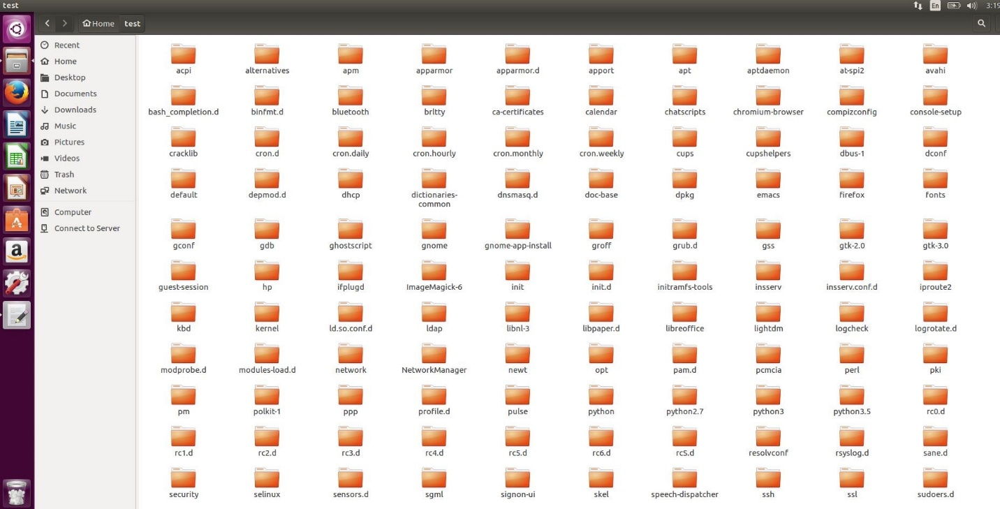 test
En
3:19
Home
test
Recent
Home
Desktop
Documents
Downloads
Music
Pictures
Videos
Trash
Network
Computer
Connect to Server
acpi alternatives apm apparmor apparmor.d apport apt aptdaemon at-spi2 avahi
bash_completion.d binfmt.d bluetooth brltty ca-certificates calendar chatscripts chromium-browser compizconfig console-setup
cracklib cron.d cron.daily cron.hourly cron.monthly cron.weekly cups cupshelpers dbus-1 dconf
default depmod.d dhcp dictionaries-common dnsmasq.d doc-base dpkg emacs firefox fonts
gconf gdb ghostscript gnome gnome-app-install groff grub.d gss gtk-2.0 gtk-3.0
guest-session hp ifplugd ImageMagick-6 init init.d initramfs-tools insserv insserv.conf.d iproute2
kbd kernel ld.so.conf.d ldap libnl-3 libpaper.d libreoffice lightdm logcheck logrotate.d
modprobe.d modules-load.d network NetworkManager newt opt pam.d pcmcia perl pki
pm polkit-1 ppp profile.d pulse python python2.7 python3 python3.5 rc0.d
rc1.d rc2.d rc3.d rc4.d rc5.d rc6.d rcS.d resolvconf rsyslog.d sane.d
security selinux sensors.d sgml signon-ui skel speech-dispatcher ssh ssl sudoers.d